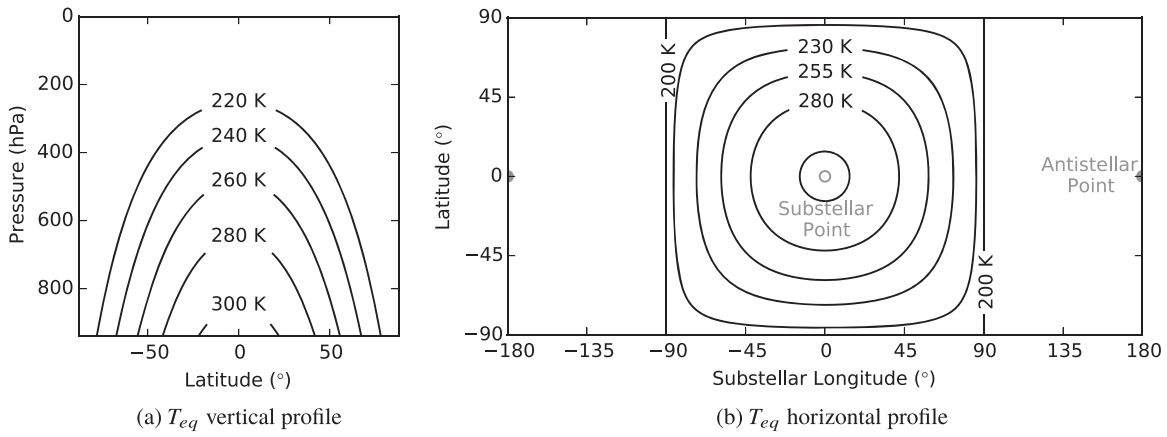 0
200
400
600
800
Pressure (hPa)
220 K
240 K
260 K
280 K
300 K
−50
0
50
Latitude (°)
(a) T_eq vertical profile
90
45
0
−45
−90
Latitude (°)
200 K
230 K
255 K
280 K
Substellar
Point
Antistellar
Point
200 K
−180
−135
−90
−45
0
45
90
135
180
Substellar Longitude (°)
(b) T_eq horizontal profile